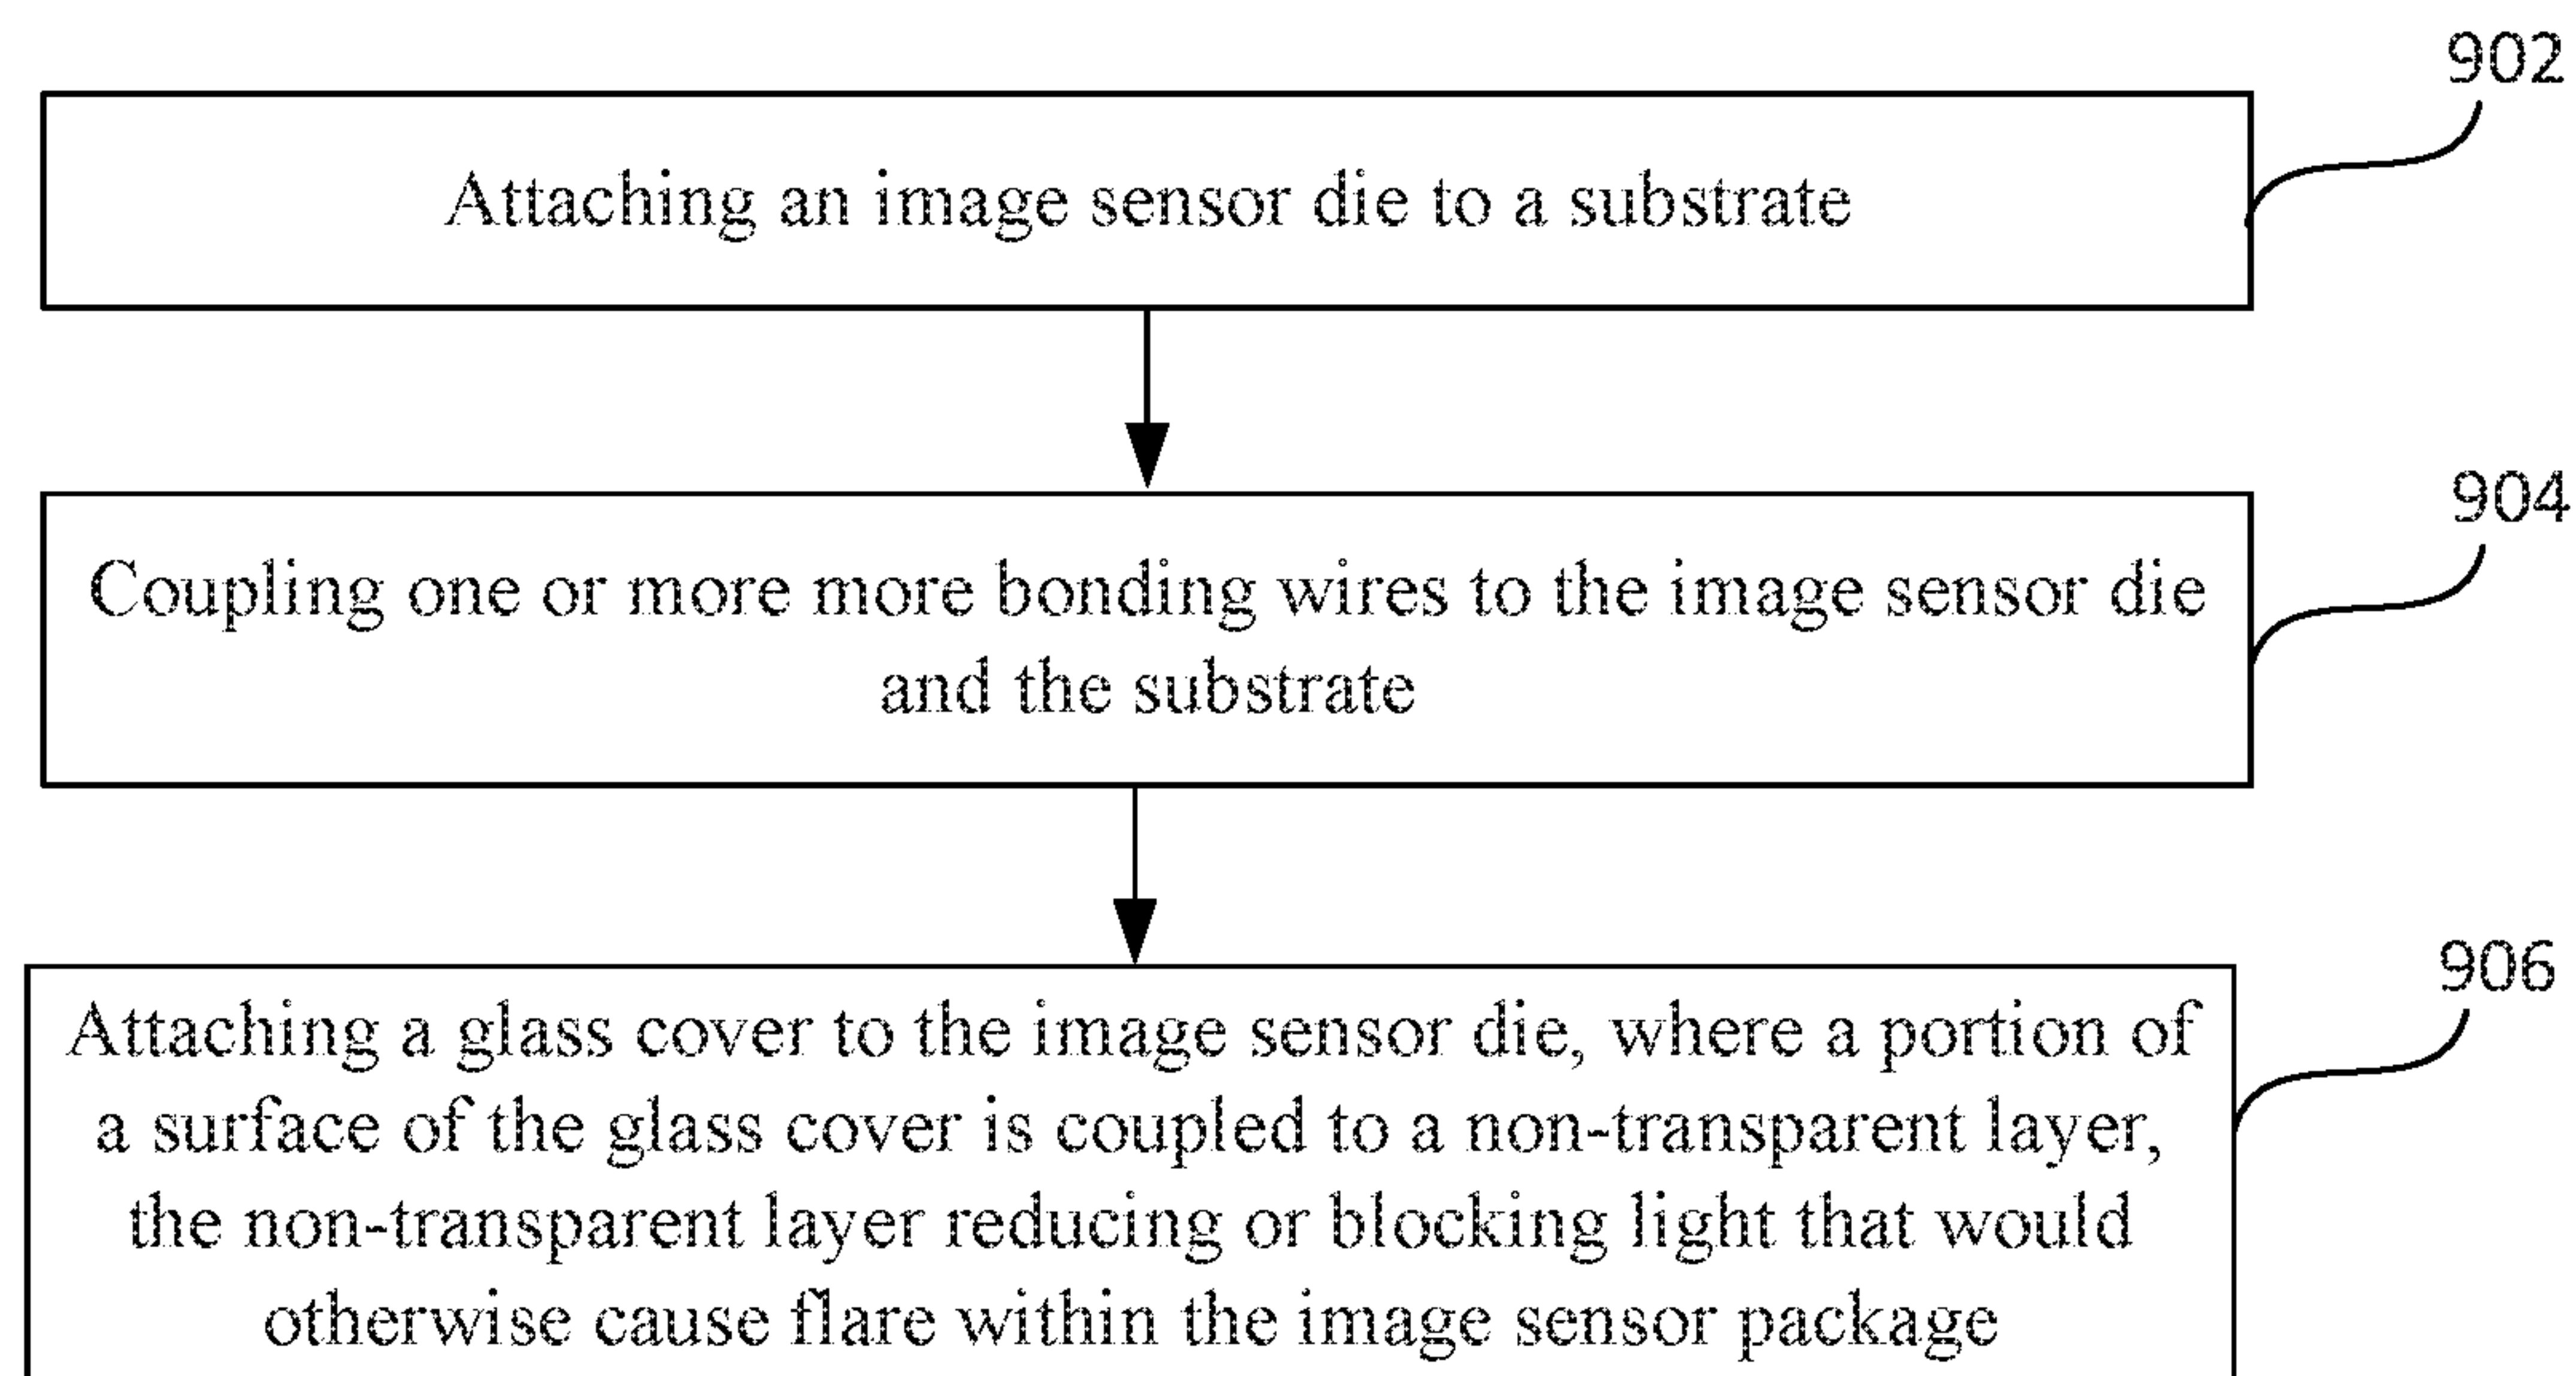 902
Attaching an image sensor die to a substrate
904
Coupling one or more more bonding wires to the image sensor die
and the substrate
906
Attaching a glass cover to the image sensor die, where a portion of
a surface of the glass cover is coupled to a non-transparent layer,
the non-transparent layer reducing or blocking light that would
otherwise cause flare within the image sensor package